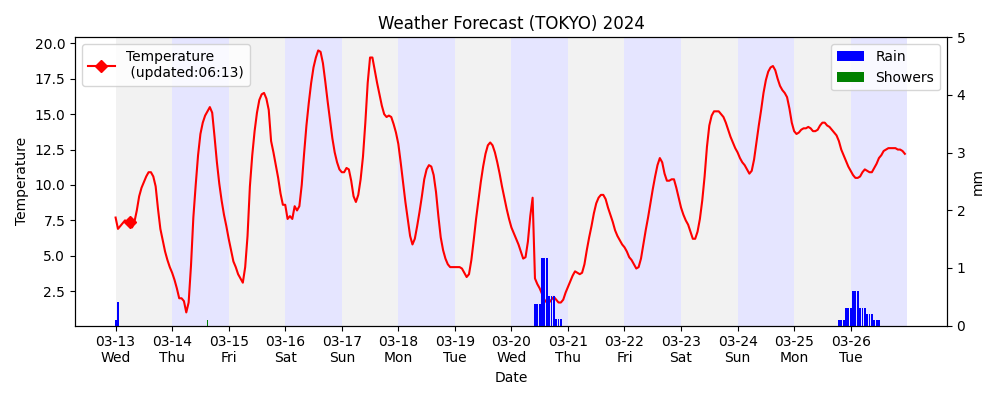 Weather Forecast (TOKYO) 2024
Temperature
(updated:06:13)
Rain
Showers
20.0
17.5
15.0
12.5
10.0
7.5
5.0
2.5
Temperature
5
4
3
2
1
0
mm
03-13 03-14 03-15 03-16 03-17 03-18 03-19 03-20 03-21 03-22 03-23 03-24 03-25 03-26
Wed Thu Fri Sat Sun Mon Tue Wed Thu Fri Sat Sun Mon Tue
Date